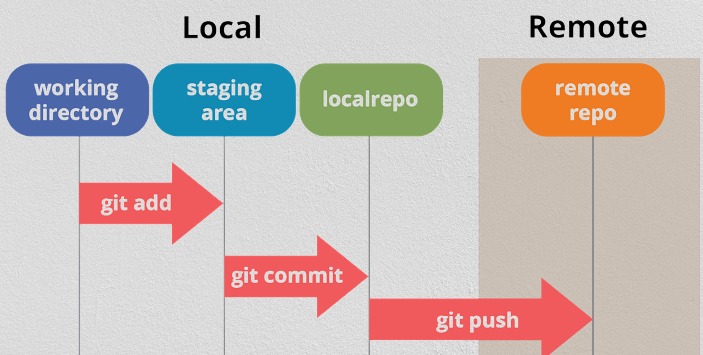 Local
Remote
working
directory
staging
area
localrepo
remote
repo
git add
git commit
git push